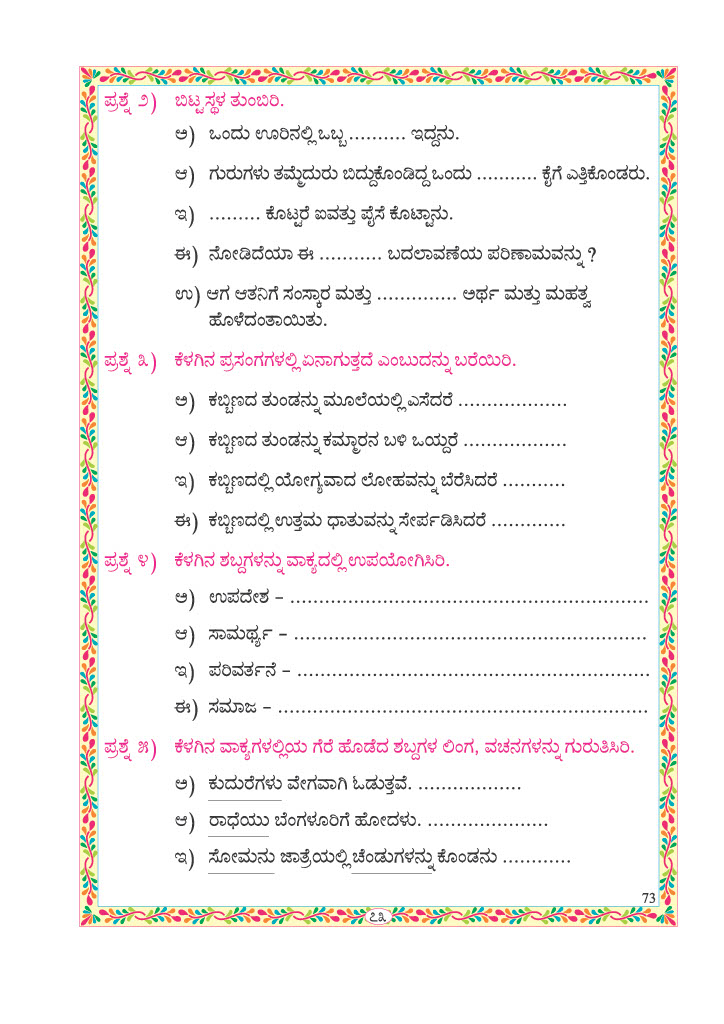 ಪ್ರಶ್ನೆ ೨) ಬಿಟ್ಟಸ್ಥಳ ತುಂಬಿರಿ.
ಅ) ಒಂದು ಊರಿನಲ್ಲಿ ಒಬ್ಬ .......... ಇದ್ದನು.
ಆ) ಗುರುಗಳು ತಮ್ಮೆದುರು ಬಿದ್ದುಕೊಂಡಿದ್ದ ಒಂದು ........... ಕೈಗೆ ಎತ್ತಿಕೊಂಡರು.
ಇ) ......... ಕೊಟ್ಟರೆ ಐವತ್ತು ಪೈಸೆ ಕೊಟ್ಟಾನು.
ಈ) ನೋಡಿದೆಯಾ ಈ ........... ಬದಲಾವಣೆಯ ಪರಿಣಾಮವನ್ನು ?
ಉ) ಆಗ ಆತನಿಗೆ ಸಂಸ್ಕಾರ ಮತ್ತು .............. ಅರ್ಥ ಮತ್ತು ಮಹತ್ವ
ಹೊಳೆದಂತಾಯಿತು.
ಪ್ರಶ್ನೆ ೩) ಕೆಳಗಿನ ಪ್ರಸಂಗಗಳಲ್ಲಿ ಏನಾಗುತ್ತದೆ ಎಂಬುದನ್ನು ಬರೆಯಿರಿ.
ಅ) ಕಬ್ಬಿಣದ ತುಂಡನ್ನು ಮೂಲೆಯಲ್ಲಿ ಎಸೆದರೆ ...................
ಆ) ಕಬ್ಬಿಣದ ತುಂಡನ್ನು ಕಮ್ಮಾರನ ಬಳಿ ಒಯ್ದರೆ ..................
ಇ) ಕಬ್ಬಿಣದಲ್ಲಿ ಯೋಗ್ಯವಾದ ಲೋಹವನ್ನು ಬೆರೆಸಿದರೆ ...........
ಈ) ಕಬ್ಬಿಣದಲ್ಲಿ ಉತ್ತಮ ಧಾತುವನ್ನು ಸೇರ್ಪಡಿಸಿದರೆ .............
ಪ್ರಶ್ನೆ ೪) ಕೆಳಗಿನ ಶಬ್ದಗಳನ್ನು ವಾಕ್ಯದಲ್ಲಿ ಉಪಯೋಗಿಸಿರಿ.
ಅ) ಉಪದೇಶ – ..............................................................
ಆ) ಸಾಮರ್ಥ್ಯ – .............................................................
ಇ) ಪರಿವರ್ತನೆ – .............................................................
ಈ) ಸಮಾಜ – ................................................................
ಪ್ರಶ್ನೆ ೫) ಕೆಳಗಿನ ವಾಕ್ಯಗಳಲ್ಲಿಯ ಗೆರೆ ಹೊಡೆದ ಶಬ್ದಗಳ ಲಿಂಗ, ವಚನಗಳನ್ನು ಗುರುತಿಸಿರಿ.
ಅ) ಕುದುರೆಗಳು ವೇಗವಾಗಿ ಓಡುತ್ತವೆ. ..................
ಆ) ರಾಧೆಯು ಬೆಂಗಳೂರಿಗೆ ಹೋದಳು. .....................
ಇ) ಸೋಮನು ಜಾತ್ರೆಯಲ್ಲಿ ಚೆಂಡುಗಳನ್ನು ಕೊಂಡನು ............
73
೭೩